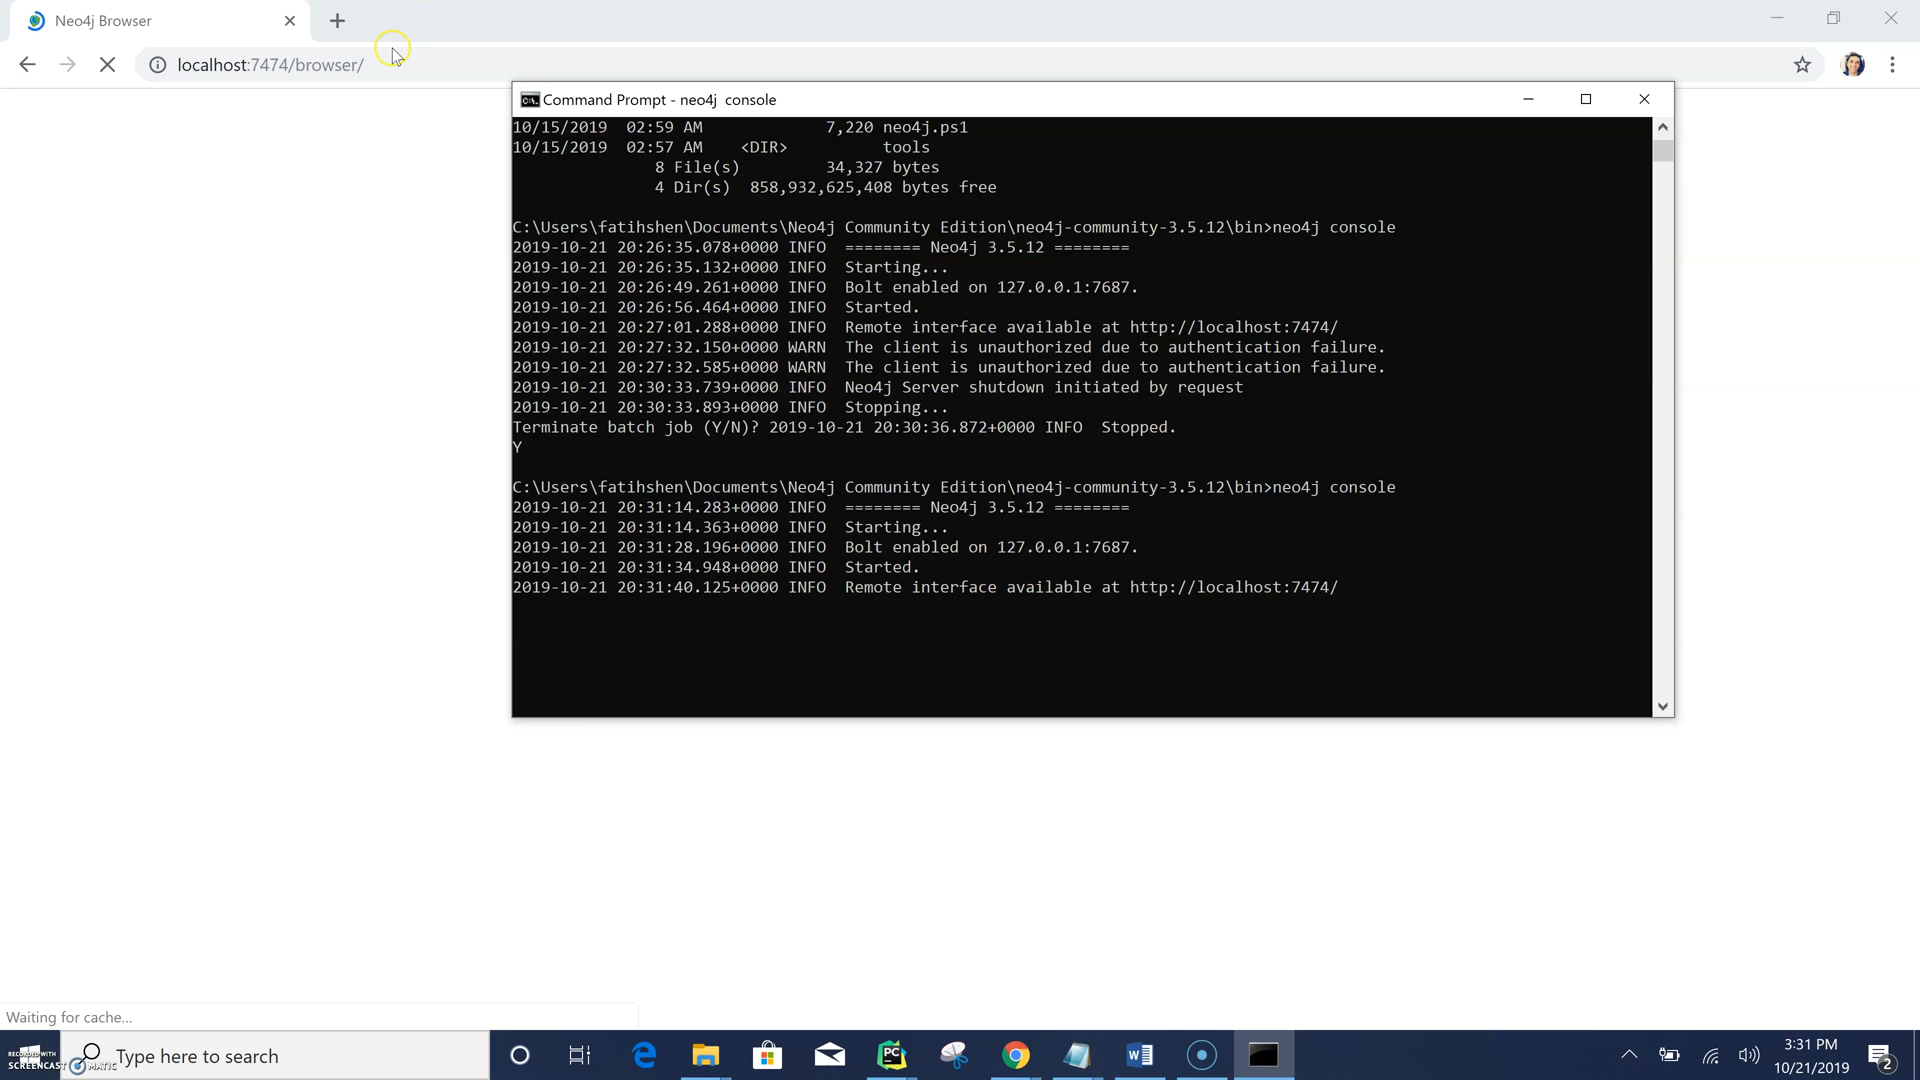 Neo4j Browser
localhost:7474/browser/
Command Prompt - neo4j  console
10/15/2019  02:59 AM             7,220 neo4j.ps1
10/15/2019  02:57 AM    <DIR>          tools
               8 File(s)         34,327 bytes
               4 Dir(s)  858,932,625,408 bytes free
C:\Users\fatihshen\Documents\Neo4j Community Edition\neo4j-community-3.5.12\bin>neo4j console
2019-10-21 20:26:35.078+0000 INFO  ======== Neo4j 3.5.12 ========
2019-10-21 20:26:35.132+0000 INFO  Starting...
2019-10-21 20:26:49.261+0000 INFO  Bolt enabled on 127.0.0.1:7687.
2019-10-21 20:26:56.464+0000 INFO  Started.
2019-10-21 20:27:01.288+0000 INFO  Remote interface available at http://localhost:7474/
2019-10-21 20:27:32.150+0000 WARN  The client is unauthorized due to authentication failure.
2019-10-21 20:27:32.585+0000 WARN  The client is unauthorized due to authentication failure.
2019-10-21 20:30:33.739+0000 INFO  Neo4j Server shutdown initiated by request
2019-10-21 20:30:33.893+0000 INFO  Stopping...
Terminate batch job (Y/N)? 2019-10-21 20:30:36.872+0000 INFO  Stopped.
Y
C:\Users\fatihshen\Documents\Neo4j Community Edition\neo4j-community-3.5.12\bin>neo4j console
2019-10-21 20:31:14.283+0000 INFO  ======== Neo4j 3.5.12 ========
2019-10-21 20:31:14.363+0000 INFO  Starting...
2019-10-21 20:31:28.196+0000 INFO  Bolt enabled on 127.0.0.1:7687.
2019-10-21 20:31:34.948+0000 INFO  Started.
2019-10-21 20:31:40.125+0000 INFO  Remote interface available at http://localhost:7474/
Waiting for cache...
RECORDED WITH
SCREENCAST MATIC
Type here to search
PC
W
3:31 PM
10/21/2019
2